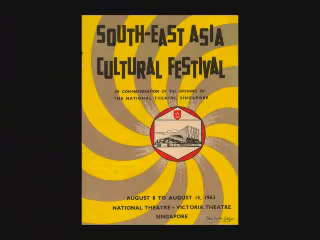 SOUTH-EAST ASIA
CULTURAL FESTIVAL
IN COMMEMORATION OF THE OPENING OF
THE NATIONAL THEATRE, SINGAPORE
AUGUST 8 TO AUGUST 15, 1963
NATIONAL THEATRE • VICTORIA THEATRE
SINGAPORE